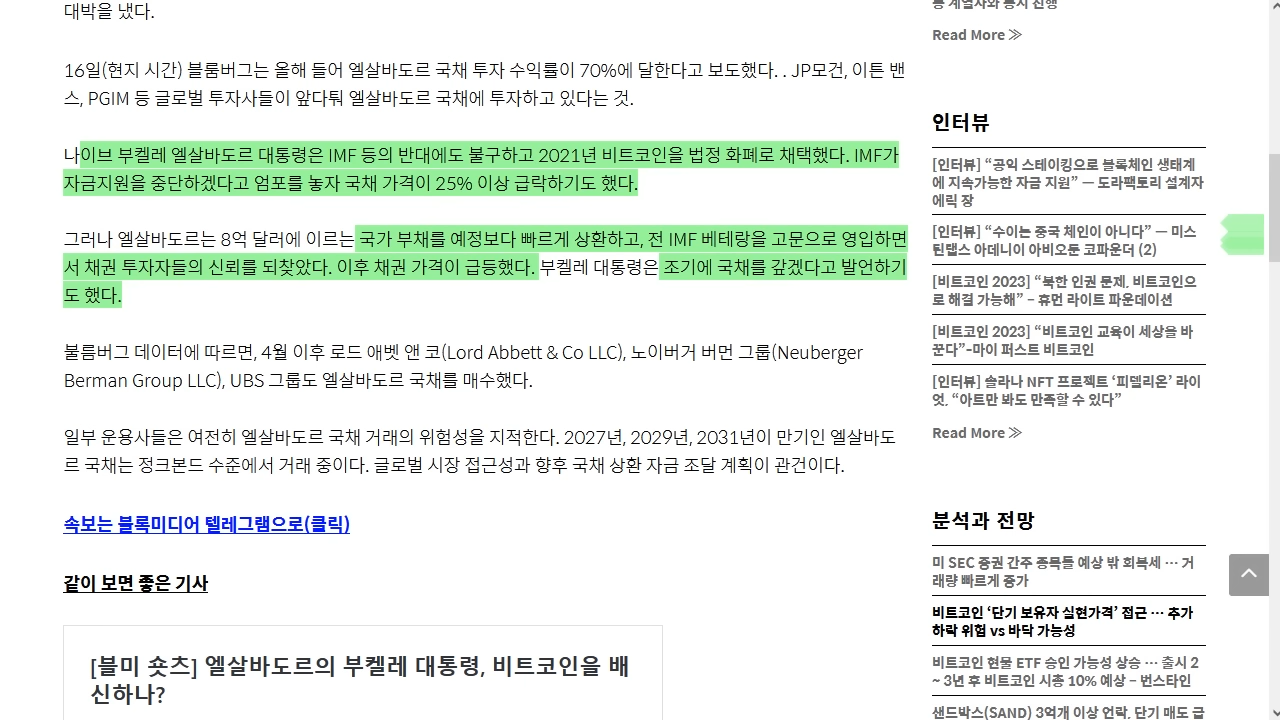 대박을 냈다.
16일(현지 시간) 블룸버그는 올해 들어 엘살바도르 국채 투자 수익률이 70%에 달한다고 보도했다. . JP모건, 이튼 밴
스, PGIM 등 글로벌 투자사들이 앞다퉈 엘살바도르 국채에 투자하고 있다는 것.
나이브 부켈레 엘살바도르 대통령은 IMF 등의 반대에도 불구하고 2021년 비트코인을 법정 화폐로 채택했다. IMF가
자금지원을 중단하겠다고 엄포를 놓자 국채 가격이 25% 이상 급락하기도 했다.
그러나 엘살바도르는 8억 달러에 이르는 국가 부채를 예정보다 빠르게 상환하고, 전 IMF 베테랑을 고문으로 영입하면
서 채권 투자자들의 신뢰를 되찾았다. 이후 채권 가격이 급등했다. 부켈레 대통령은 조기에 국채를 갚겠다고 발언하기
도 했다.
불름버그 데이터에 따르면, 4월 이후 로드 애벳 앤 코(Lord Abbett & Co LLC), 노이버거 버먼 그룹(Neuberger
Berman Group LLC), UBS 그룹도 엘살바도르 국채를 매수했다.
일부 운용사들은 여전히 엘살바도르 국채 거래의 위험성을 지적한다. 2027년, 2029년, 2031년이 만기인 엘살바도
르 국채는 정크본드 수준에서 거래 중이다. 글로벌 시장 접근성과 향후 국채 상환 자금 조달 계획이 관건이다.
속보는 블록미디어 텔레그램으로(클릭)
같이 보면 좋은 기사
[블미 숏츠] 엘살바도르의 부켈레 대통령, 비트코인을 배
신하나?
Read More ≫
인터뷰
[인터뷰] “공익 스테이킹으로 블록체인 생태계
에 지속가능한 자금 지원” — 도라팩토리 설계자
에릭 장
[인터뷰] “수이는 중국 체인이 아니다” — 미스
틴랩스 아데니이 아비오둔 코파운더 (2)
[비트코인 2023] “북한 인권 문제, 비트코인으
로 해결 가능해” – 휴먼 라이트 파운데이션
[비트코인 2023] “비트코인 교육이 세상을 바
꾼다”-마이 퍼스트 비트코인
[인터뷰] 솔라나 NFT 프로젝트 ‘피델리온’ 라이
엇, “아트만 봐도 만족할 수 있다”
Read More ≫
분석과 전망
미 SEC 증권 간주 종목들 예상 밖 회복세 … 거
래량 빠르게 증가
비트코인 ‘단기 보유자 실현가격’ 접근 … 추가
하락 위험 vs 바닥 가능성
비트코인 현물 ETF 승인 가능성 상승 … 출시 2
~ 3년 후 비트코인 시총 10% 예상 – 번스타인
샌드박스(SAND) 3억개 이상 언락, 단기 매도 급